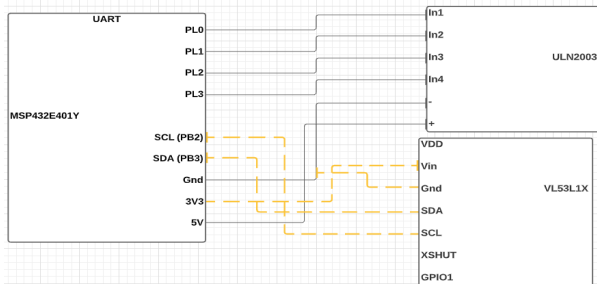 UART
MSP432E401Y
PL0
PL1
PL2
PL3
SCL (PB2)
SDA (PB3)
Gnd
3V3
5V
In1
In2
In3
In4
-
+
ULN2003
VDD
Vin
Gnd
SDA
SCL
XSHUT
GPIO1
VL53L1X